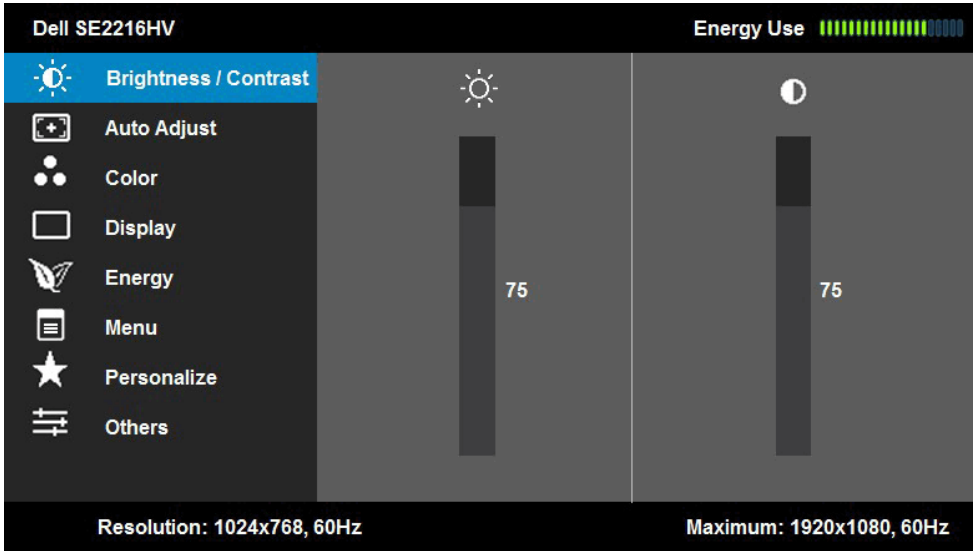 Dell SE2216HV
Energy Use
Brightness / Contrast
Auto Adjust
Color
Display
Energy
Menu
Personalize
Others
75
75
Resolution: 1024x768, 60Hz
Maximum: 1920x1080, 60Hz